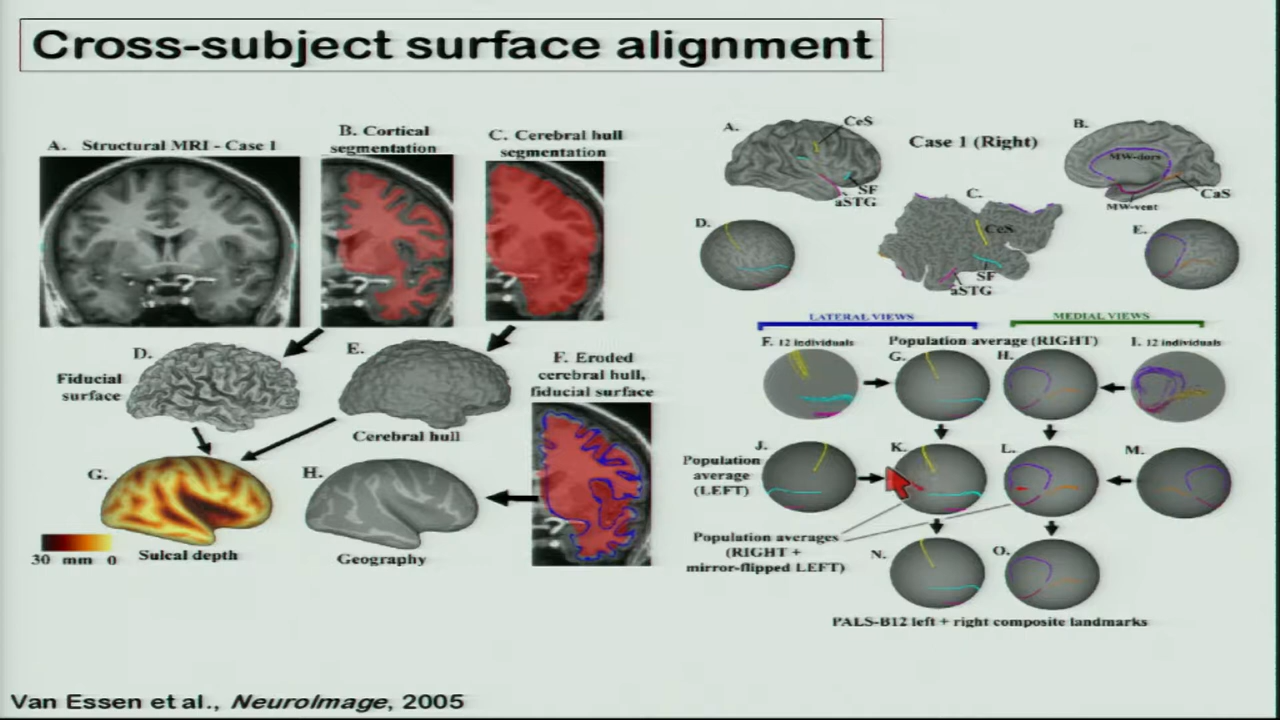 Cross-subject surface alignment
A. Structural MRI - Case 1
B. Cortical
segmentation
C. Cerebral hull
segmentation
D.
Fiducial
surface
E.
Cerebral hull
F. Eroded
cerebral hull,
fiducial surface
G.
30 mm 0
Sulcal depth
H.
Geography
A.
CeS
SF
aSTG
Case 1 (Right)
B.
MW-dors
CaS
MW-vent
C.
CeS
SF
aSTG
D.
E.
LATERAL VIEWS
MEDIAL VIEWS
F. 12 individuals
Population average (RIGHT)
G.
H.
I. 12 individuals
J.
Population
average
(LEFT)
K.
L.
M.
Population averages
(RIGHT +
mirror-flipped LEFT)
N.
O.
PALS-B12 left + right composite landmarks
Van Essen et al., NeuroImage, 2005